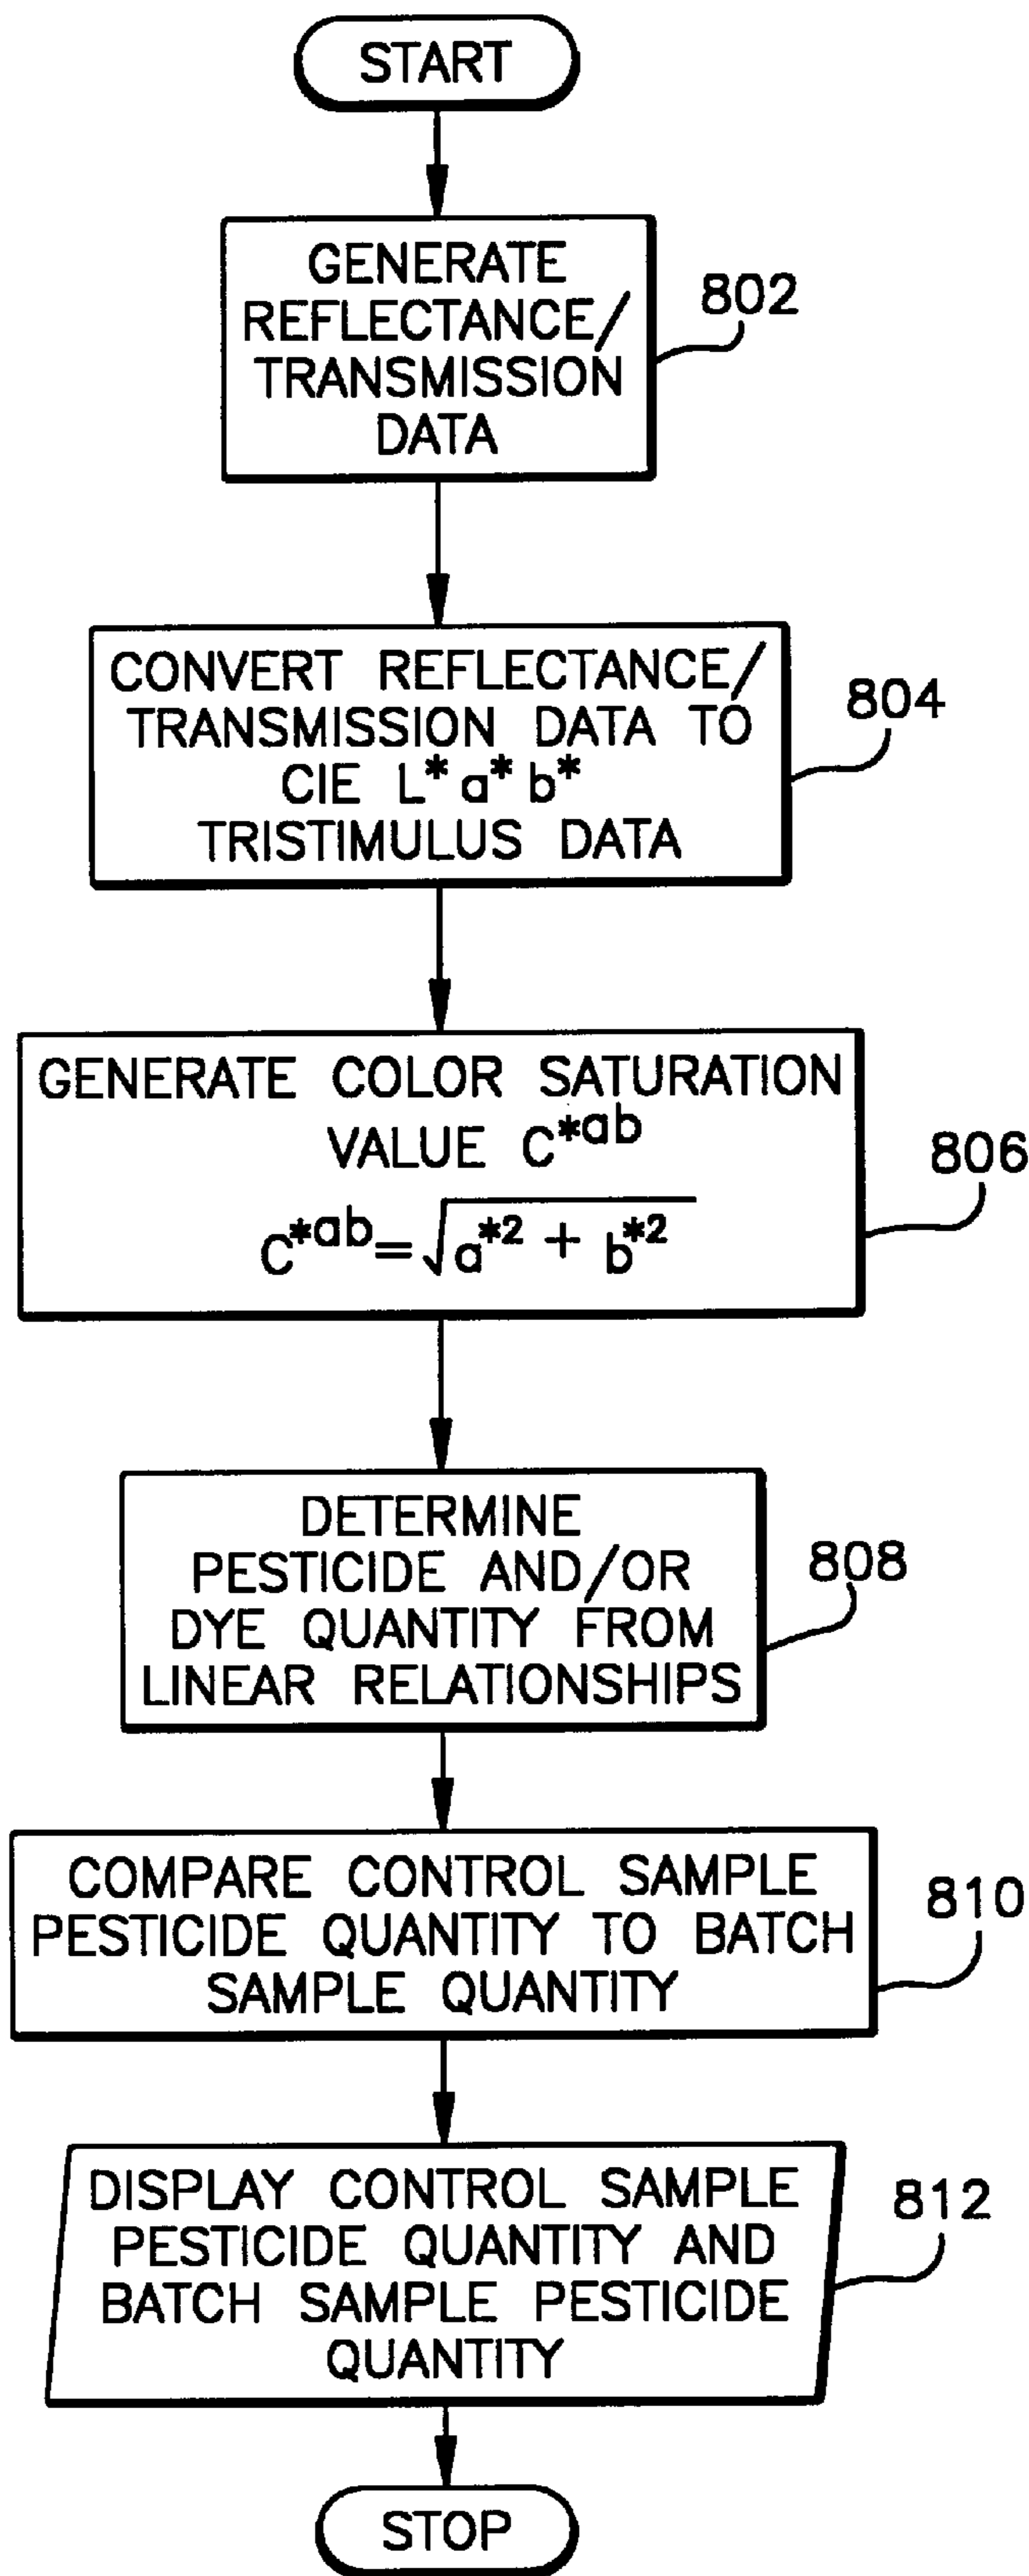 START
GENERATE
REFLECTANCE/
TRANSMISSION
DATA
802
CONVERT REFLECTANCE/
TRANSMISSION DATA TO
CIE L* a* b*
TRISTIMULUS DATA
804
GENERATE COLOR SATURATION
VALUE C*ab
C*ab=√a*2 + b*2
806
DETERMINE
PESTICIDE AND/OR
DYE QUANTITY FROM
LINEAR RELATIONSHIPS
808
COMPARE CONTROL SAMPLE
PESTICIDE QUANTITY TO BATCH
SAMPLE QUANTITY
810
DISPLAY CONTROL SAMPLE
PESTICIDE QUANTITY AND
BATCH SAMPLE PESTICIDE
QUANTITY
812
STOP